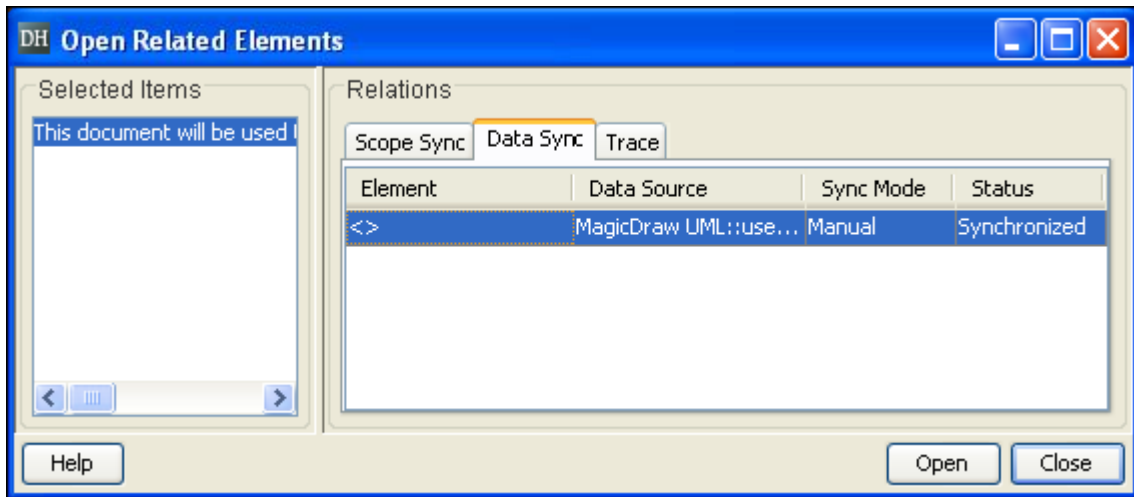 DH Open Related Elements
Selected Items
This document will be used
Relations
Scope Sync Data Sync Trace
Element Data Source Sync Mode Status
<> MagicDraw UML::use... Manual Synchronized
Help Open Close